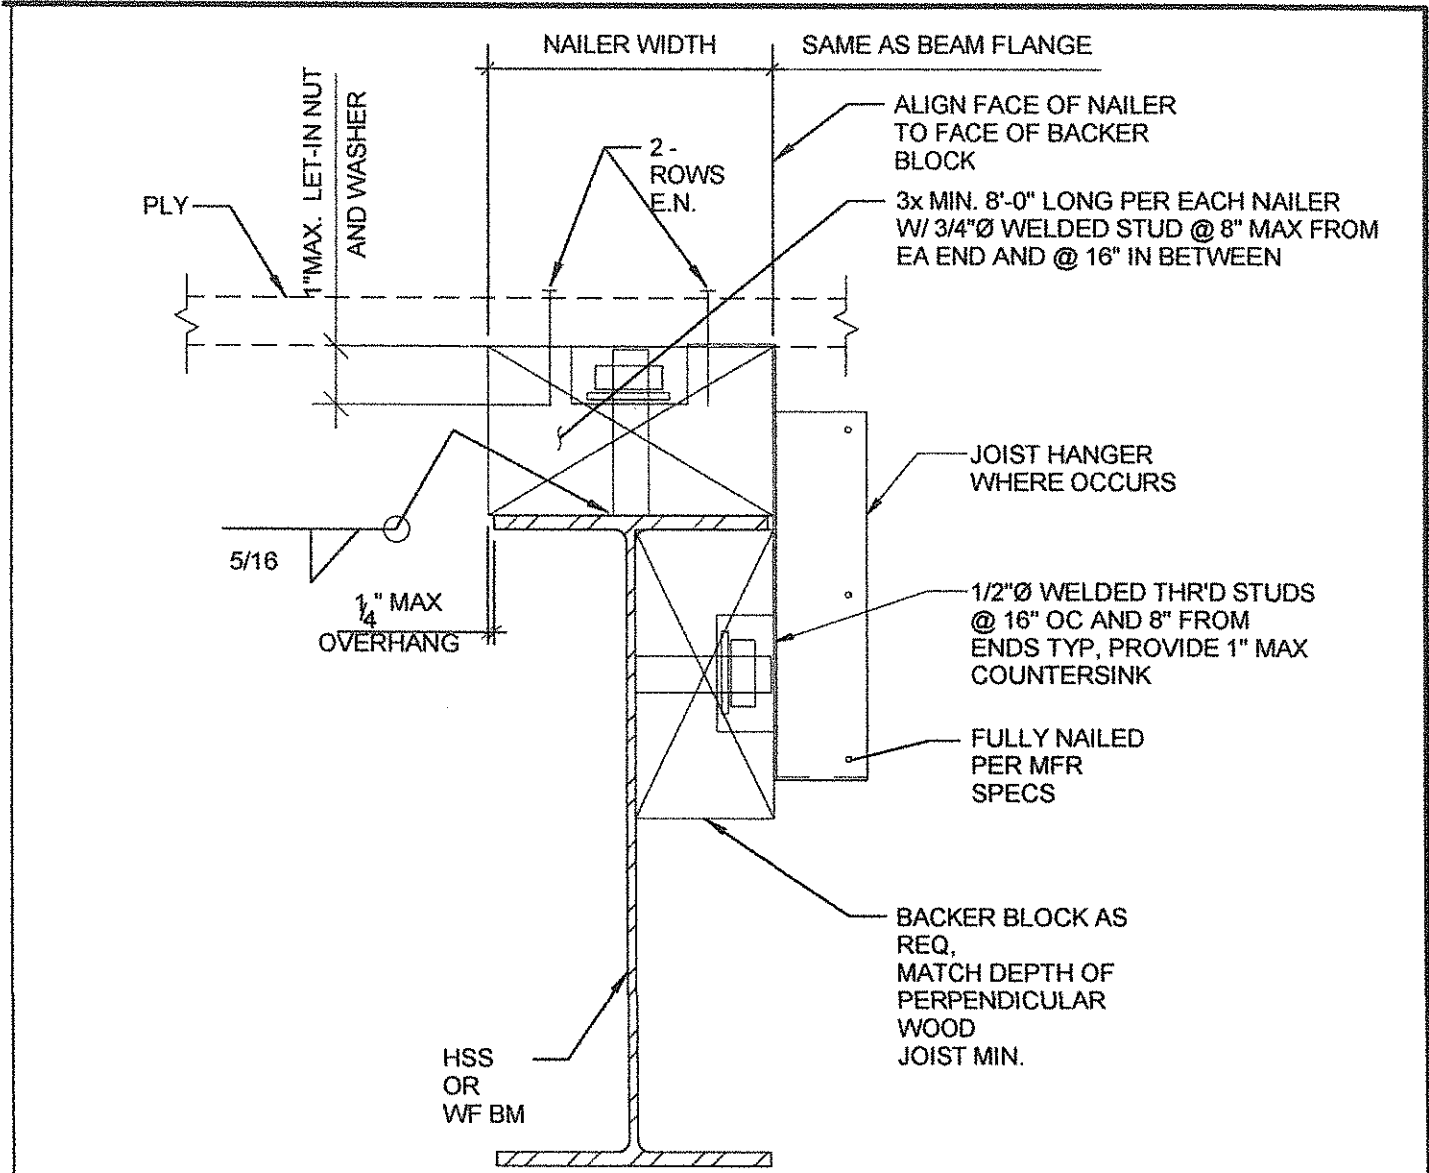 NAILER WIDTH
SAME AS BEAM FLANGE
1"MAX. LET-IN NUT
AND WASHER
PLY
2 -
ROWS
E.N.
ALIGN FACE OF NAILER
TO FACE OF BACKER
BLOCK
3x MIN. 8'-0" LONG PER EACH NAILER
W/ 3/4"Ø WELDED STUD @ 8" MAX FROM
EA END AND @ 16" IN BETWEEN
JOIST HANGER
WHERE OCCURS
5/16
1/4" MAX
OVERHANG
1/2"Ø WELDED THR'D STUDS
@ 16" OC AND 8" FROM
ENDS TYP, PROVIDE 1" MAX
COUNTERSINK
FULLY NAILED
PER MFR
SPECS
BACKER BLOCK AS
REQ,
MATCH DEPTH OF
PERPENDICULAR
WOOD
JOIST MIN.
HSS
OR
WF BM